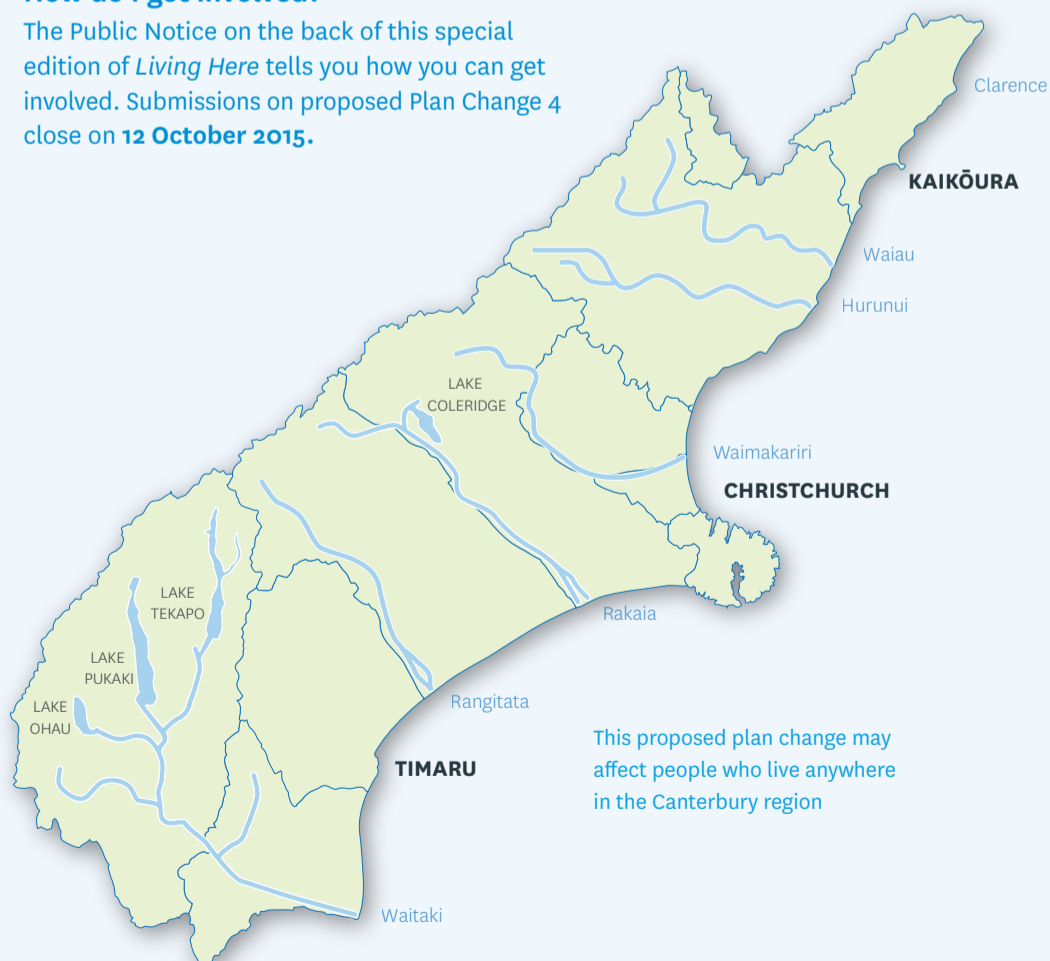 The Public Notice on the back of this special
edition of Living Here tells you how you can get
involved. Submissions on proposed Plan Change 4
close on 12 October 2015.
Clarence
KAIKŌURA
Waiau
Hurunui
LAKE
COLERIDGE
Waimakariri
CHRISTCHURCH
LAKE
TEKAPO
Rakaia
LAKE
PUKAKI
Rangitata
LAKE
OHAU
This proposed plan change may
affect people who live anywhere
in the Canterbury region
TIMARU
Waitaki